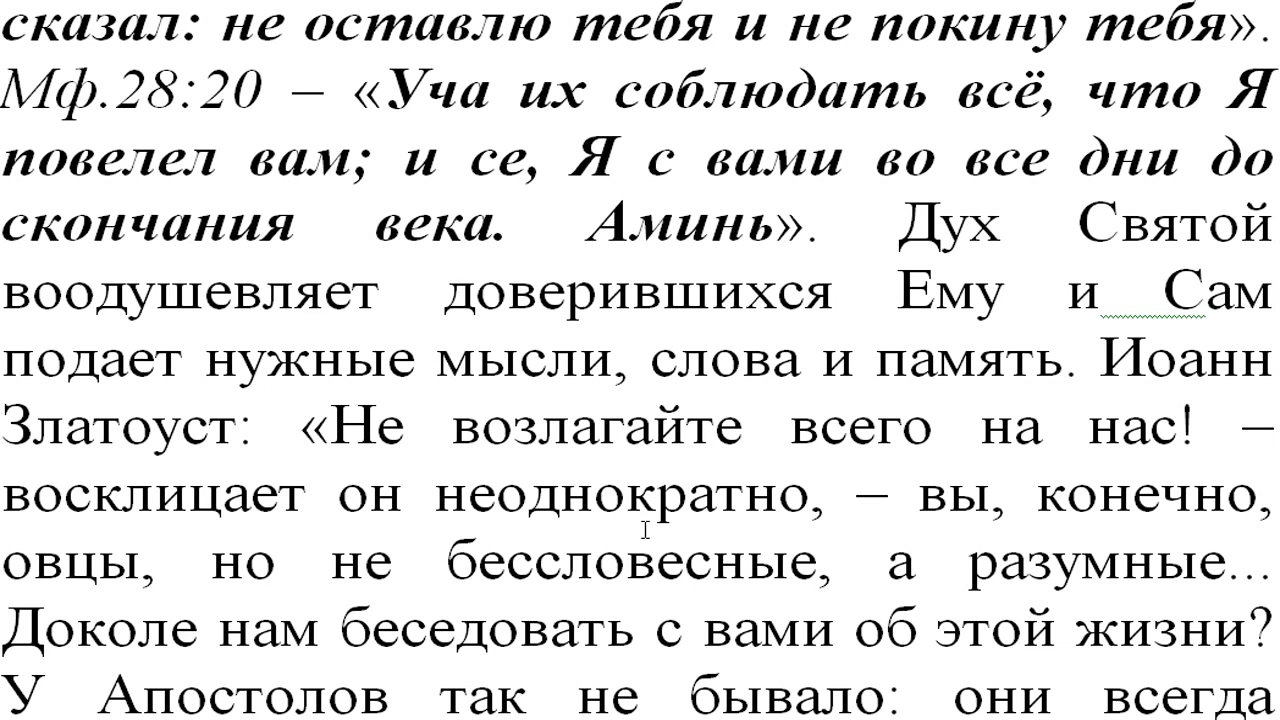 сказал: не оставлю тебя и не покину тебя».
Мф.28:20 – «Уча их соблюдать всё, что Я
повелел вам; и се, Я с вами во все дни до
скончания века. Аминь». Дух Святой
воодушевляет доверившихся Ему и Сам
подает нужные мысли, слова и память. Иоанн
Златоуст: «Не возлагайте всего на нас! –
восклицает он неоднократно, – вы, конечно,
овцы, но не бессловесные, а разумные...
Доколе нам беседовать с вами об этой жизни?
У Апостолов так не бывало: они всегда